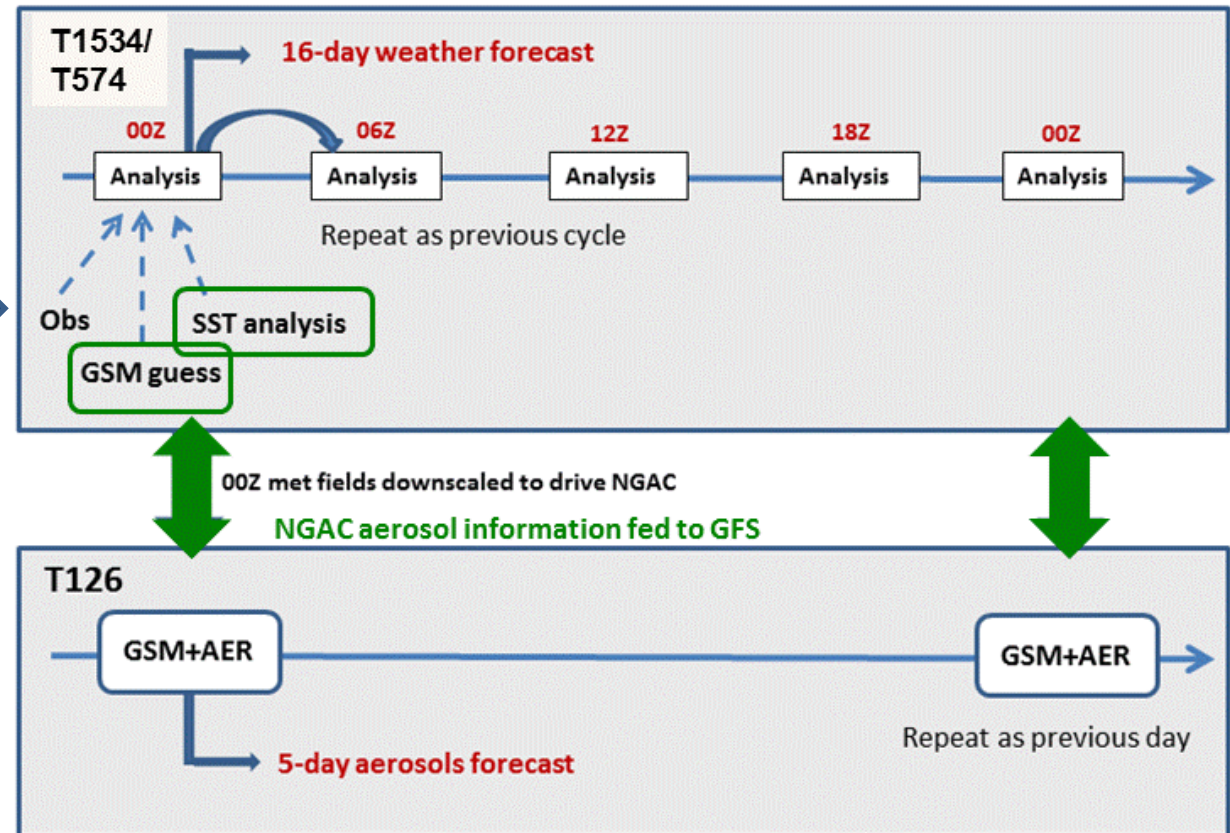 T1534/
T574
16-day weather forecast
00Z
06Z
12Z
18Z
00Z
Analysis
Analysis
Analysis
Analysis
Analysis
Repeat as previous cycle
Obs
SST analysis
GSM guess
00Z met fields downscaled to drive NGAC
NGAC aerosol information fed to GFS
T126
GSM+AER
GSM+AER
Repeat as previous day
5-day aerosols forecast